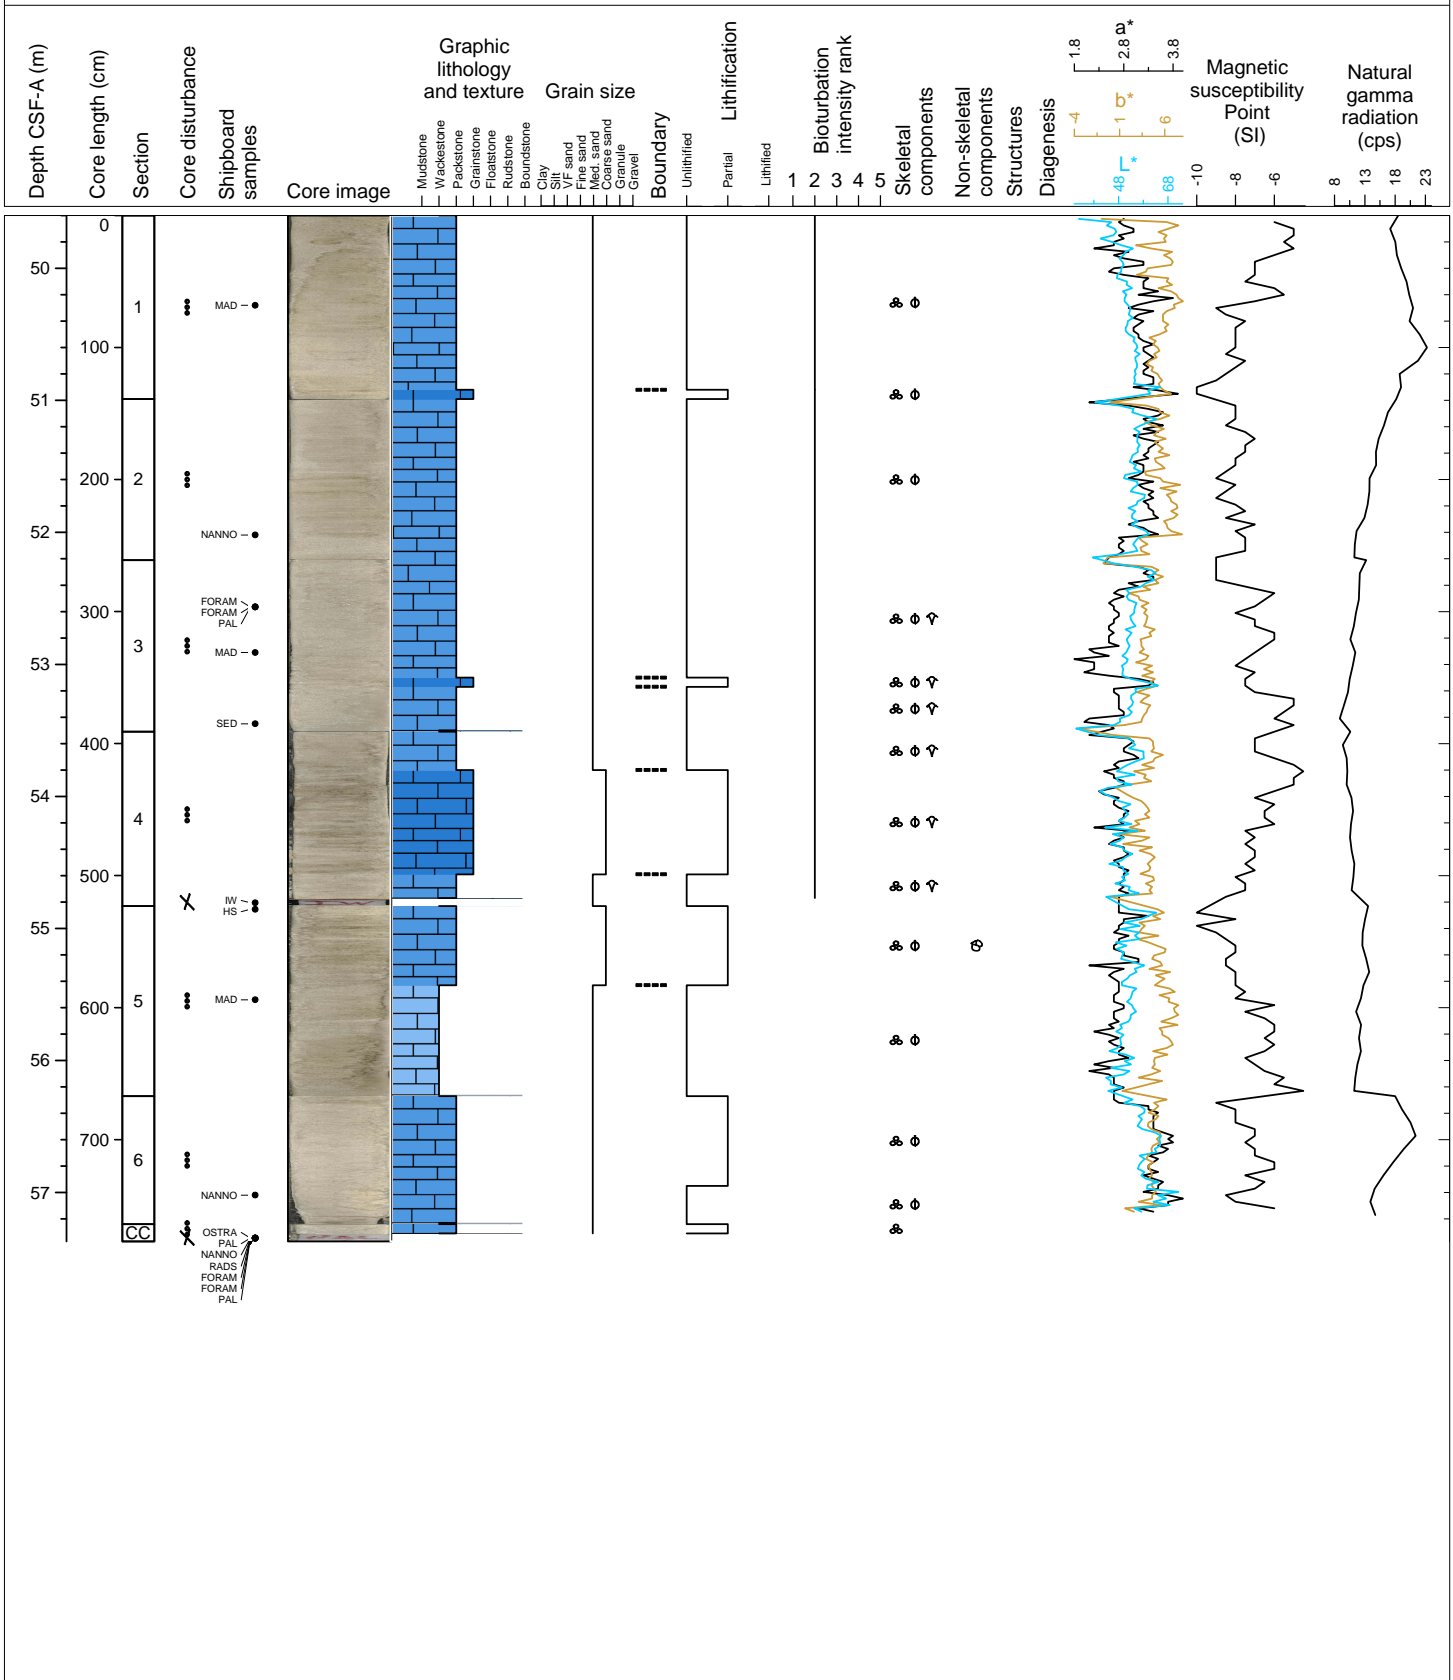 Depth CSF-A (m)
Core length (cm)
Section
Core disturbance
Shipboard
samples
Core image
Graphic
lithology
and texture
Mudstone
Wackestone
Packstone
Grainstone
Floatstone
Rudstone
Boundstone
Grain size
Clay
Silt
VF sand
Fine sand
Med. sand
Coarse sand
Granule
Gravel
Boundary
Lithification
Unlithified
Partial
Lithified
Bioturbation
intensity rank
1 2 3 4 5
Skeletal
components
Non-skeletal
components
Structures
Diagenesis
a*
1.8 2.8 3.8
b*
-4 1 6
L*
48 68
Magnetic
susceptibility
Point
(SI)
-10 -8 -6
Natural
gamma
radiation
(cps)
8 13 18 23
0
50
1
MAD
100
51
2
200
NANNO
52
FORAM
FORAM
PAL
300
3
MAD
53
SED
400
54
4
500
IW
HS
IW
55
5
MAD
600
56
700
6
NANNO
57
CC
OSTRA
PAL
PAL
NANNO
RADS
FORAM
FORAM
PAL